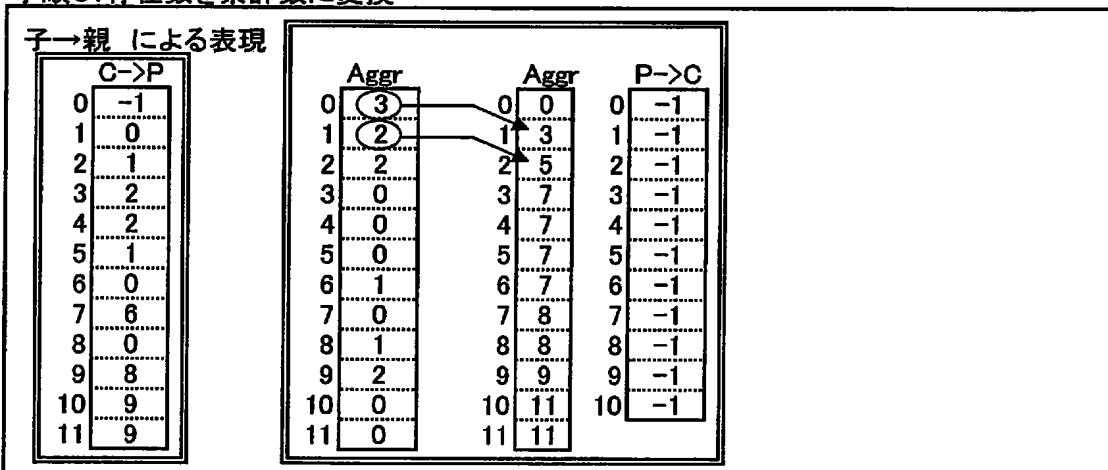 数に変換
子→親 による表現
C->P Aggr Aggr P->C
0 -1 0 3 0 0 0 -1
1 0 1 2 1 3 1 -1
2 1 2 2 2 5 2 -1
3 2 3 0 3 7 3 -1
4 2 4 0 4 7 4 -1
5 1 5 0 5 7 5 -1
6 0 6 1 6 7 6 -1
7 6 7 0 7 8 7 -1
8 0 8 1 8 8 8 -1
9 8 9 2 9 9 9 -1
10 9 10 0 10 11 10 -1
11 9 11 0 11 11